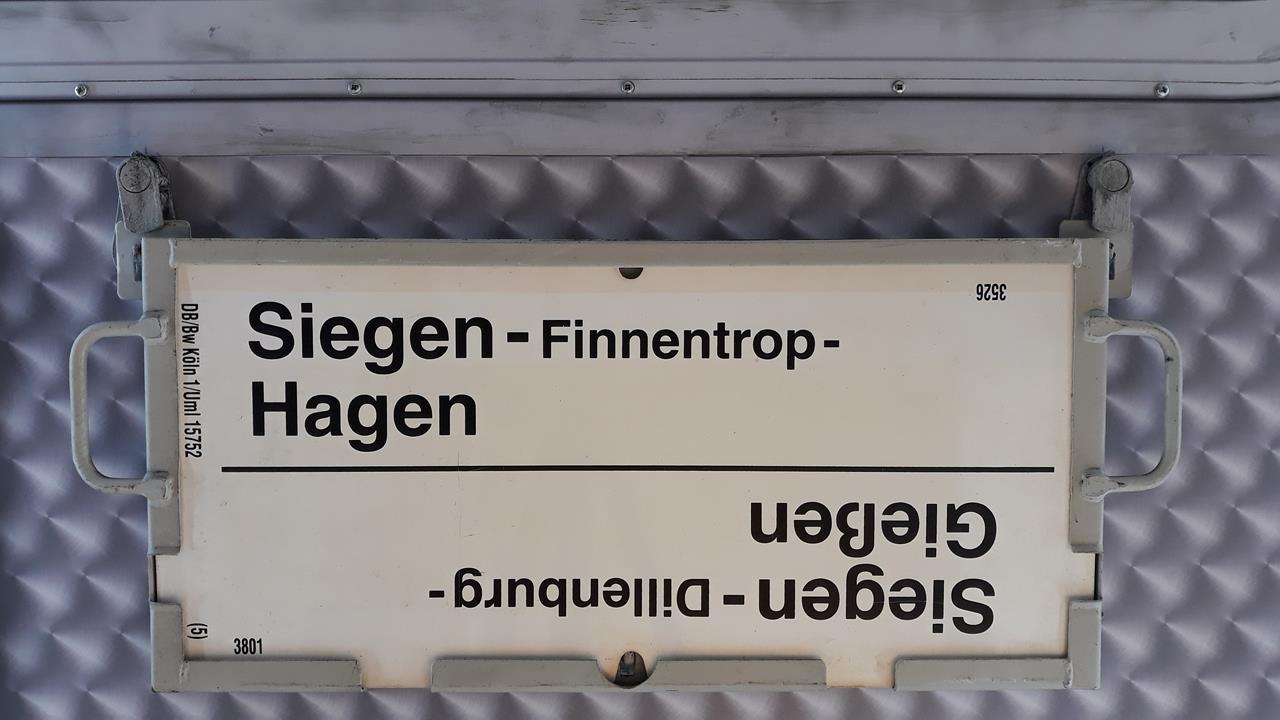 3526
Siegen - Finnentrop -
Hagen
DB/Bw Köln 1/Uml 15752
(5)
3801
Siegen - Dillenburg -
Gießen